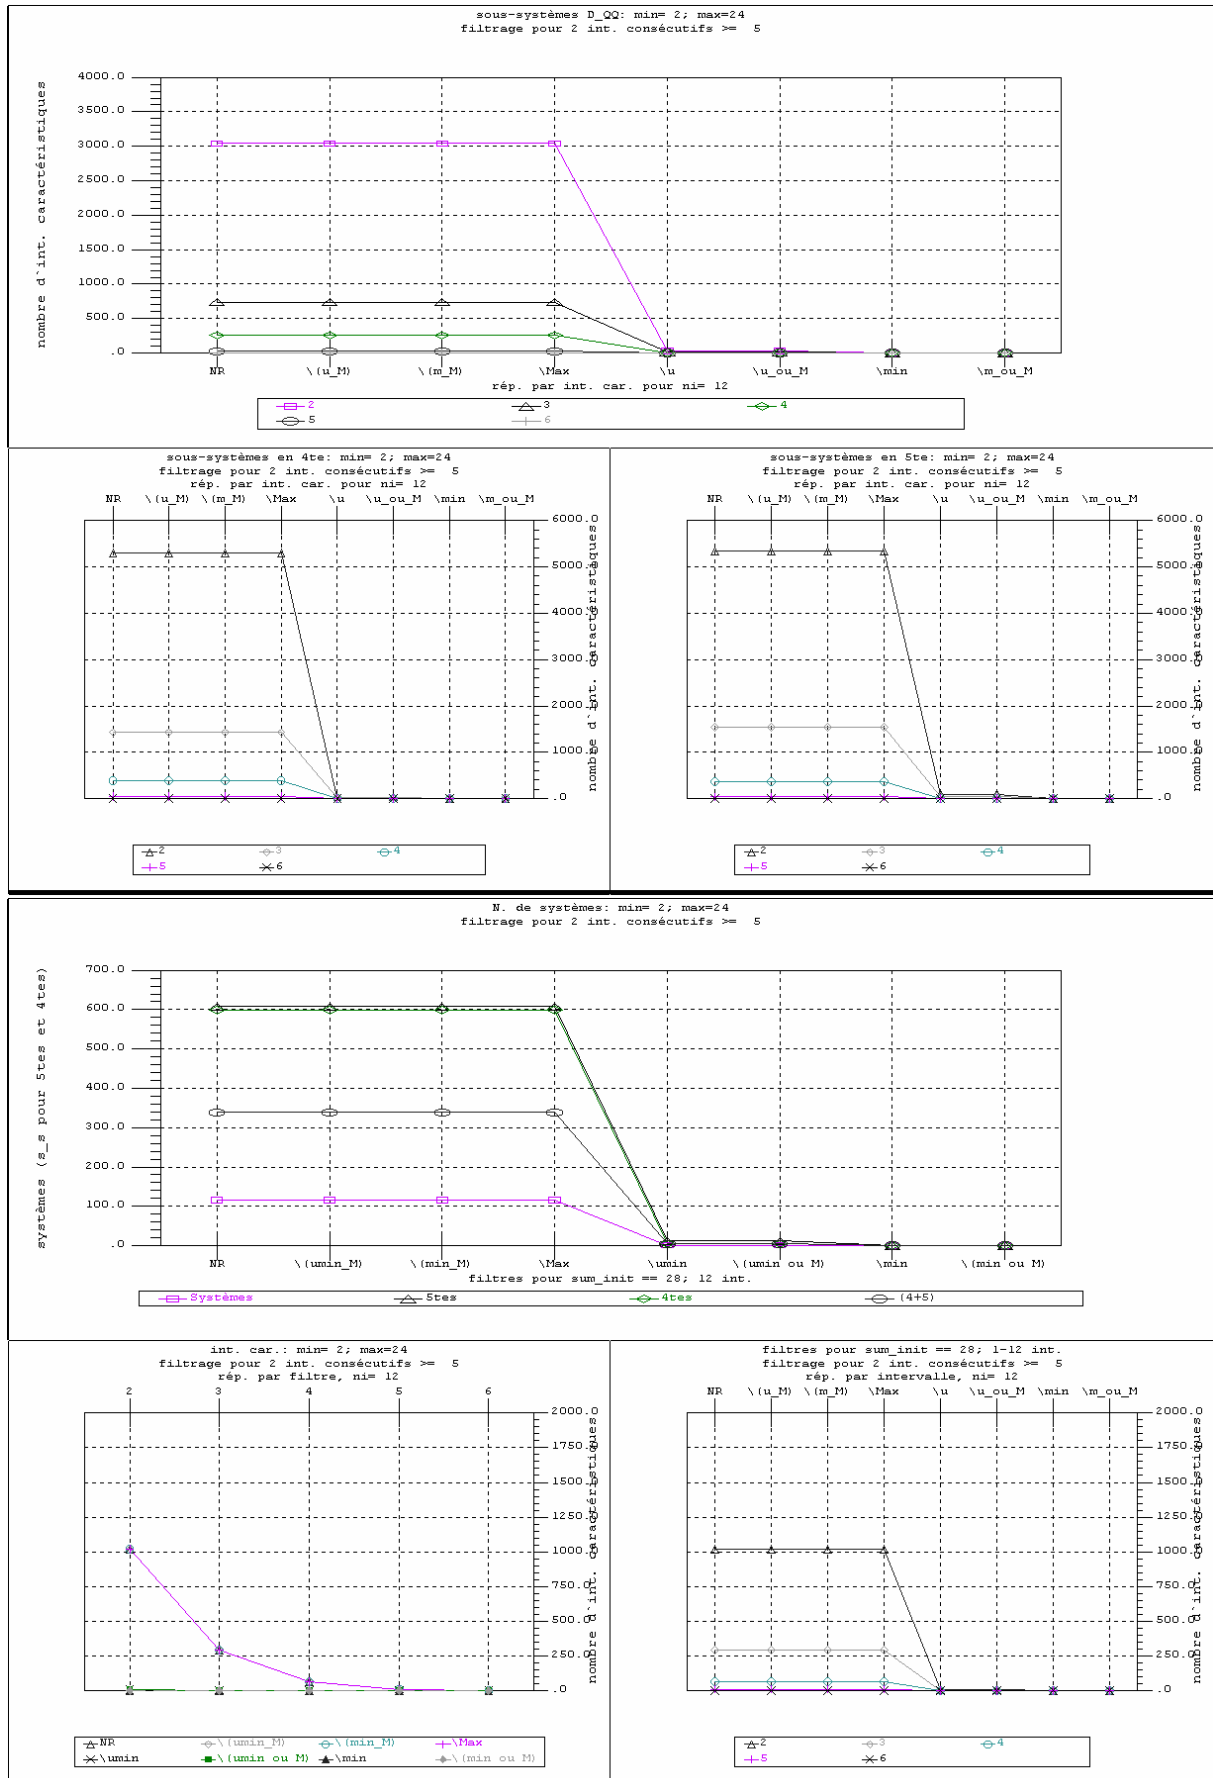 sous-systèmes D_QQ: min= 2; max=24
filtrage pour 2 int. consécutifs >=  5
nombre d`int. caractéristiques
4000.0
3500.0
3000.0
2500.0
2000.0
1500.0
1000.0
500.0
.0
NR \(u_M) \(m_M) \Max \u \u_ou_M \min \m_ou_M
rép. par int. car. pour ni= 12
2 3 4
5 6
sous-systèmes en 4te: min= 2; max=24
filtrage pour 2 int. consécutifs >=  5
rép. par int. car. pour ni= 12
NR \(u_M) \(m_M) \Max \u \u_ou_M \min \m_ou_M
6000.0
5000.0
4000.0
3000.0
2000.0
1000.0
.0
nombre d`int. caractéristiques
2 3 4
5 6
sous-systèmes en 5te: min= 2; max=24
filtrage pour 2 int. consécutifs >=  5
rép. par int. car. pour ni= 12
NR \(u_M) \(m_M) \Max \u \u_ou_M \min \m_ou_M
6000.0
5000.0
4000.0
3000.0
2000.0
1000.0
.0
nombre d`int. caractéristiques
2 3 4
5 6
N. de systèmes: min= 2; max=24
filtrage pour 2 int. consécutifs >=  5
systèmes (s_s pour 5tes et 4tes)
700.0
600.0
500.0
400.0
300.0
200.0
100.0
.0
NR \(umin_M) \(min_M) \Max \umin \(umin ou M) \min \(min ou M)
filtres pour sum_init == 28; 12 int.
Systèmes 5tes 4tes (4+5)
int. car.: min= 2; max=24
filtrage pour 2 int. consécutifs >=  5
rép. par filtre, ni= 12
2 3 4 5 6
2000.0
1750.0
1500.0
1250.0
1000.0
750.0
500.0
250.0
.0
nombre d`int. caractéristiques
NR \(umin_M) \(min_M) \Max
\umin \(umin ou M) \min \(min ou M)
filtres pour sum_init == 28; 1-12 int.
filtrage pour 2 int. consécutifs >=  5
rép. par intervalle, ni= 12
NR \(u_M) \(m_M) \Max \u \u_ou_M \min \m_ou_M
2000.0
1750.0
1500.0
1250.0
1000.0
750.0
500.0
250.0
.0
nombre d`int. caractéristiques
2 3 4
5 6